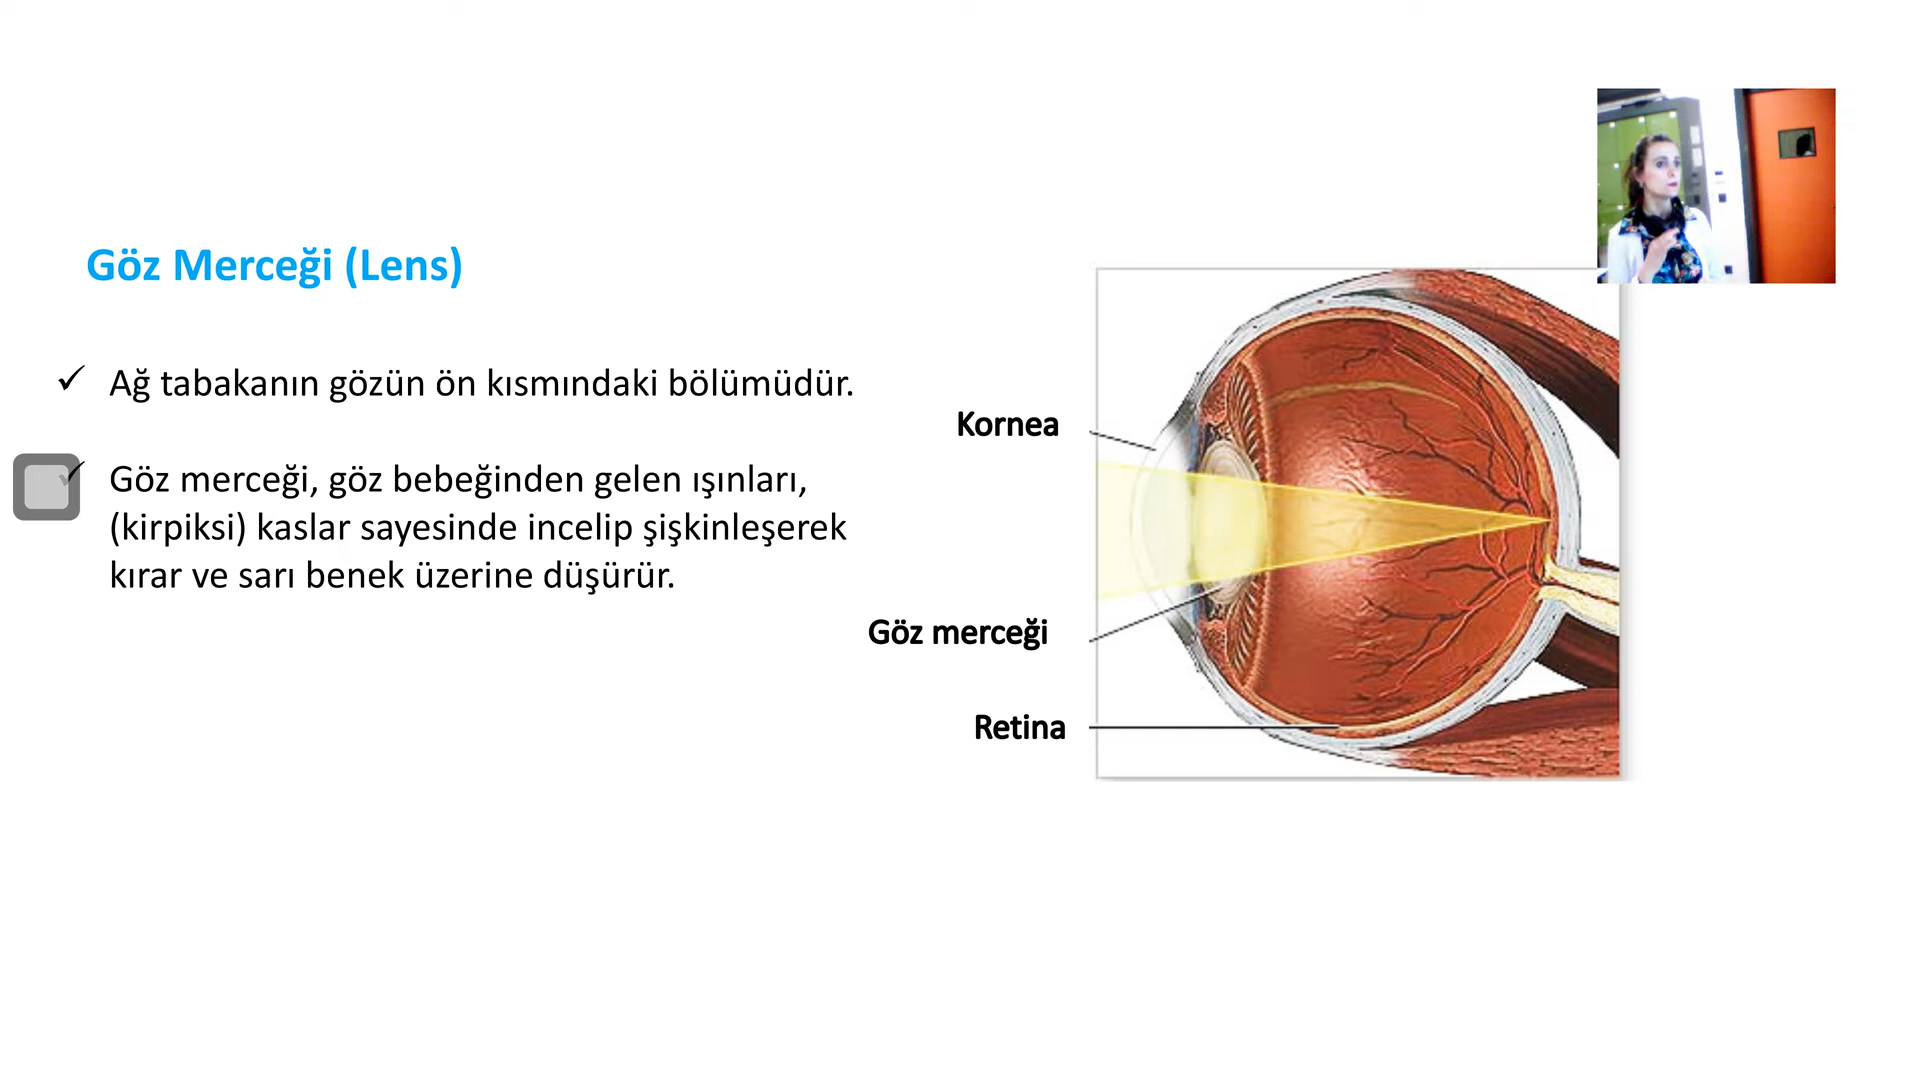 Göz Merceği (Lens)
Ağ tabakanın gözün ön kısmındaki bölümüdür.
Göz merceği, göz bebeğinden gelen ışınları,
(kirpiksi) kaslar sayesinde incelip şişkinleşerek
kırar ve sarı benek üzerine düşürür.
Kornea
Göz merceği
Retina